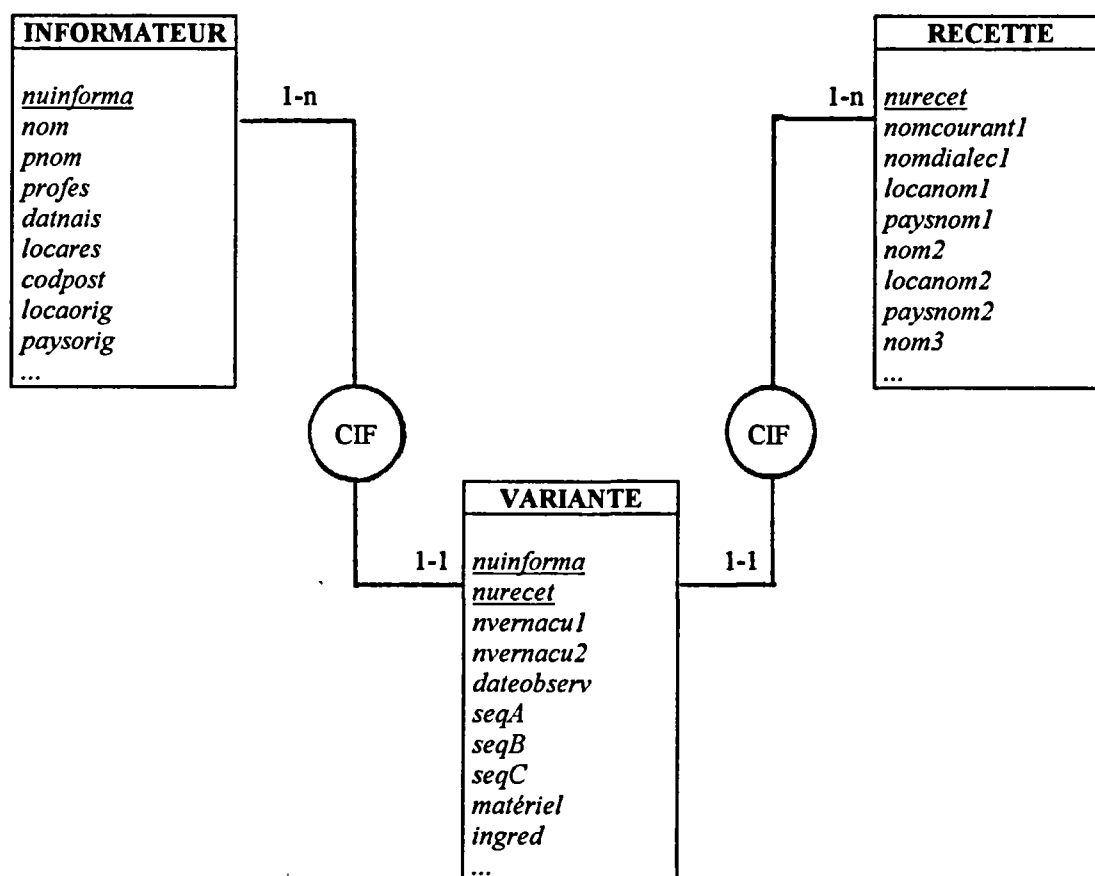 INFORMATEUR
nuinforma
nom
pnom
profes
datnais
locares
codpost
locaorig
paysorig
...
1-n
CIF
1-n
RECETTE
nurecet
nomcourant1
nomdialec1
locanom1
paysnom1
nom2
locanom2
paysnom2
nom3
...
CIF
1-1
VARIANTE
nuinforma
nurecet
nvernacu1
nvernacu2
dateobserv
seqA
seqB
seqC
matériel
ingred
...
1-1